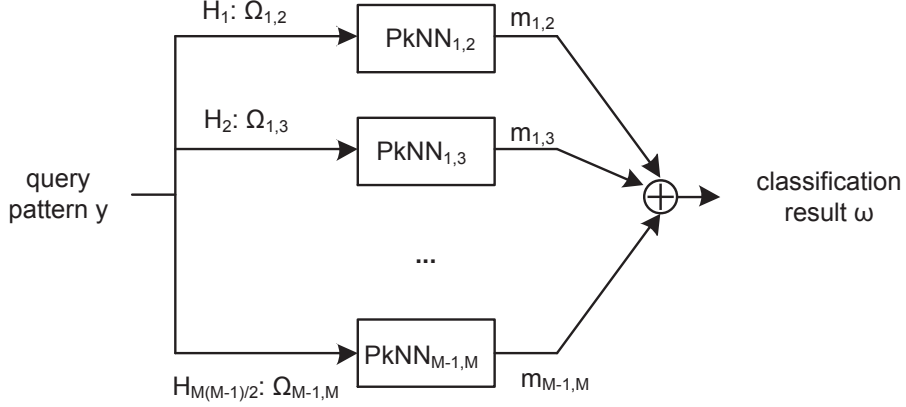 H₁: Ω₁,₂
PkNN₁,₂
m₁,₂
H₂: Ω₁,₃
PkNN₁,₃
m₁,₃
query
pattern y
classification
result ω
...
PkNN_M-1,M
H_M(M-1)/2: Ω_M-1,M
m_M-1,M